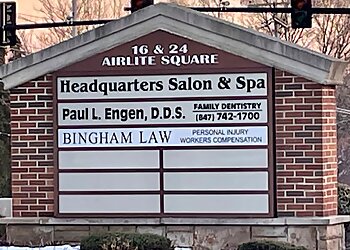 16 & 24
AIRLITE SQUARE
Headquarters Salon & Spa
Paul L. Engen, D.D.S. FAMILY DENTISTRY
(847) 742-1700
BINGHAM LAW PERSONAL INJURY
WORKERS COMPENSATION